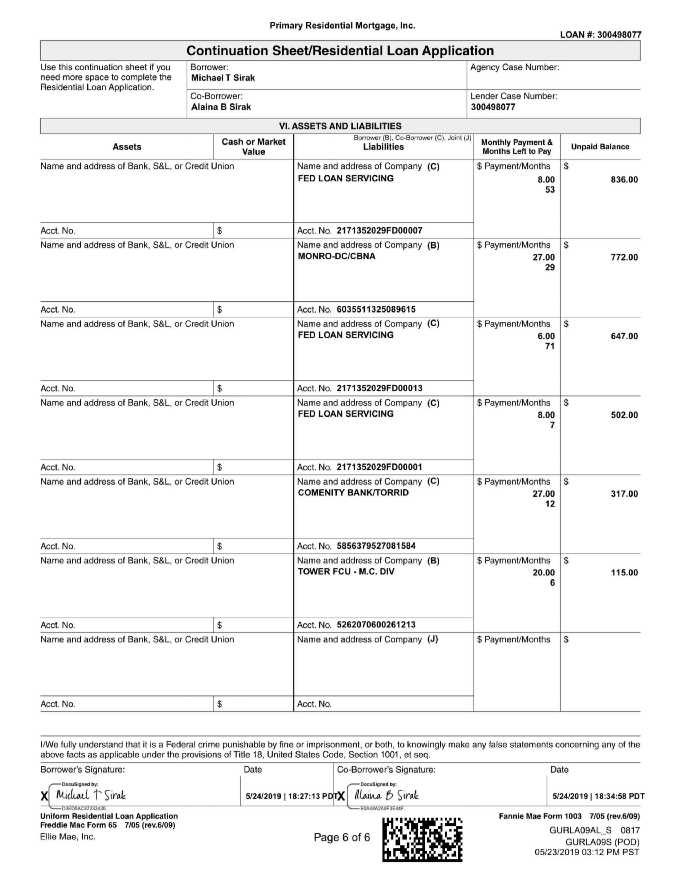 Primary Residential Mortgage, Inc.
LOAN #: 300498077
Continuation Sheet/Residential Loan Application
Use this continuation sheet if you
need more space to complete the
Residential Loan Application.
Borrower:
Michael T Sirak
Agency Case Number:
Co-Borrower:
Alaina B Sirak
Lender Case Number:
300498077
VI. ASSETS AND LIABILITIES
Assets
Cash or Market
Value
Borrower (B), Co-Borrower (C), Joint (J)
Liabilities
Monthly Payment &
Months Left to Pay
Unpaid Balance
Name and address of Bank, S&L, or Credit Union
Name and address of Company (C)
FED LOAN SERVICING
$ Payment/Months
8.00
53
$
836.00
Acct. No.
$
Acct. No. 2171352029FD00007
Name and address of Bank, S&L, or Credit Union
Name and address of Company (B)
MONRO-DC/CBNA
$ Payment/Months
27.00
29
$
772.00
Acct. No.
$
Acct. No. 6035511325089615
Name and address of Bank, S&L, or Credit Union
Name and address of Company (C)
FED LOAN SERVICING
$ Payment/Months
6.00
71
$
647.00
Acct. No.
$
Acct. No. 2171352029FD00013
Name and address of Bank, S&L, or Credit Union
Name and address of Company (C)
FED LOAN SERVICING
$ Payment/Months
8.00
7
$
502.00
Acct. No.
$
Acct. No. 2171352029FD00001
Name and address of Bank, S&L, or Credit Union
Name and address of Company (C)
COMENITY BANK/TORRID
$ Payment/Months
27.00
12
$
317.00
Acct. No.
$
Acct. No. 5856379527081584
Name and address of Bank, S&L, or Credit Union
Name and address of Company (B)
TOWER FCU - M.C. DIV
$ Payment/Months
20.00
6
$
115.00
Acct. No.
$
Acct. No. 5262070600261213
Name and address of Bank, S&L, or Credit Union
Name and address of Company (J)
$ Payment/Months
$
Acct. No.
$
Acct. No.
I/We fully understand that it is a Federal crime punishable by fine or imprisonment, or both, to knowingly make any false statements concerning any of the
above facts as applicable under the provisions of Title 18, United States Code, Section 1001, et seq.
Borrower's Signature:
Date
Co-Borrower's Signature:
Date
DocuSigned by:
X Michael T Sirak
5/24/2019 | 18:27:13 PDT
DocuSigned by:
X Alaina B Sirak
5/24/2019 | 18:34:58 PDT
Uniform Residential Loan Application
Freddie Mac Form 65 7/05 (rev.6/09)
Ellie Mae, Inc.
Page 6 of 6
Fannie Mae Form 1003 7/05 (rev.6/09)
GURLA09AL_S 0817
GURLA09S (POD)
05/23/2019 03:12 PM PST